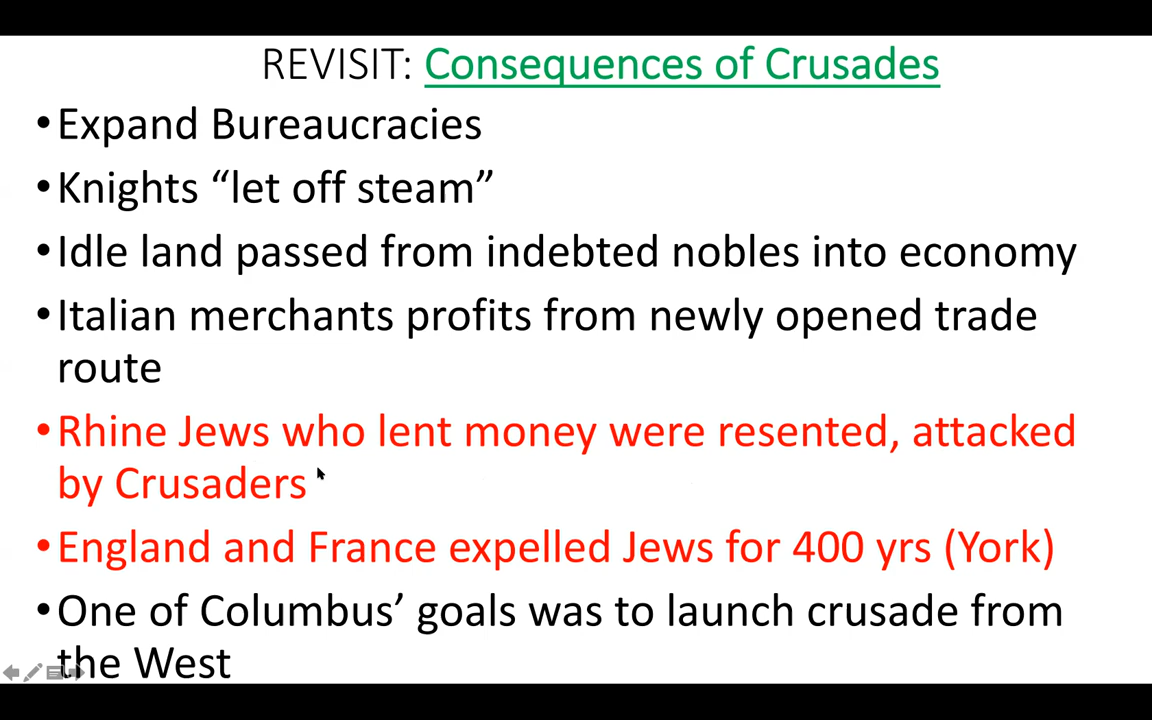 REVISIT: Consequences of Crusades
•Expand Bureaucracies
•Knights “let off steam”
•Idle land passed from indebted nobles into economy
•Italian merchants profits from newly opened trade
route
•Rhine Jews who lent money were resented, attacked
by Crusaders
•England and France expelled Jews for 400 yrs (York)
•One of Columbus’ goals was to launch crusade from
the West